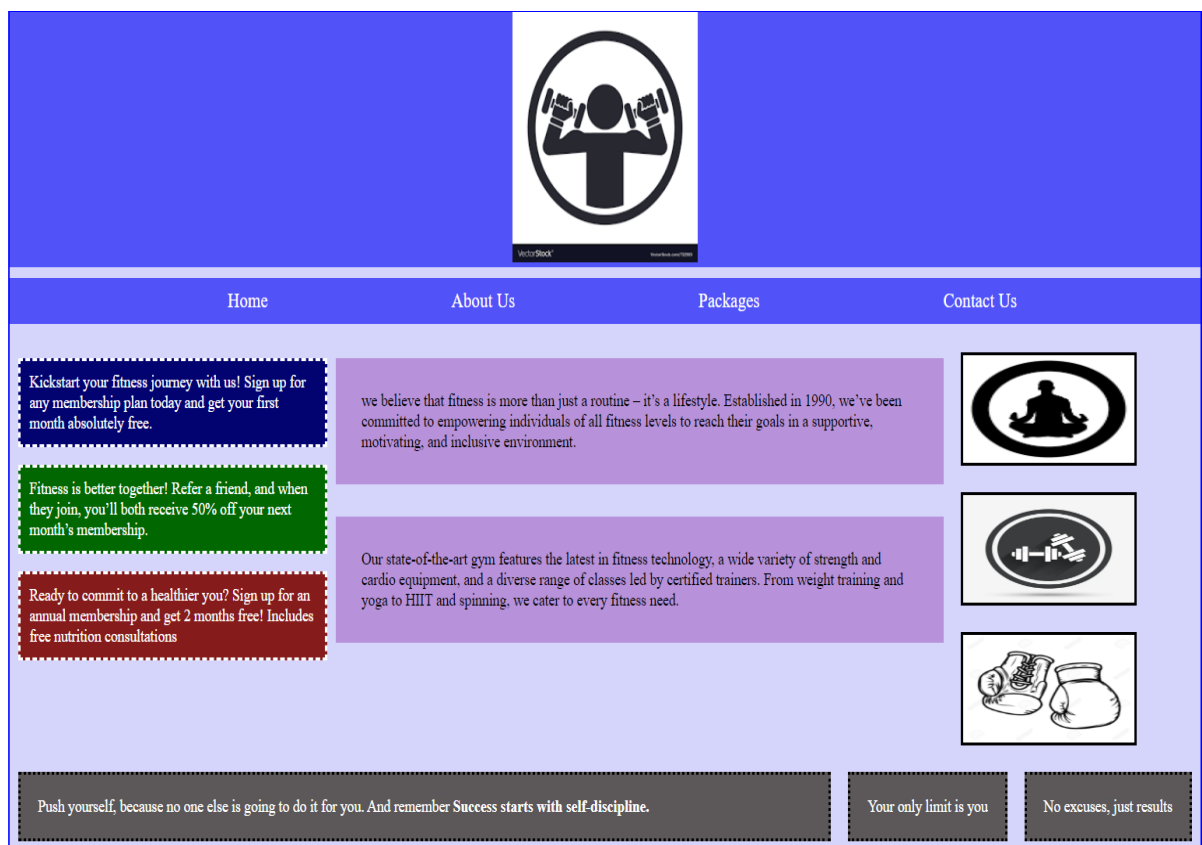 VectorStock®
Home About Us Packages Contact Us
Kickstart your fitness journey with us! Sign up for
any membership plan today and get your first
month absolutely free.
Fitness is better together! Refer a friend, and when
they join, you’ll both receive 50% off your next
month’s membership.
Ready to commit to a healthier you? Sign up for an
annual membership and get 2 months free! Includes
free nutrition consultations
we believe that fitness is more than just a routine – it’s a lifestyle. Established in 1990, we’ve been
committed to empowering individuals of all fitness levels to reach their goals in a supportive,
motivating, and inclusive environment.
Our state-of-the-art gym features the latest in fitness technology, a wide variety of strength and
cardio equipment, and a diverse range of classes led by certified trainers. From weight training and
yoga to HIIT and spinning, we cater to every fitness need.
Push yourself, because no one else is going to do it for you. And remember Success starts with self-discipline.
Your only limit is you
No excuses, just results